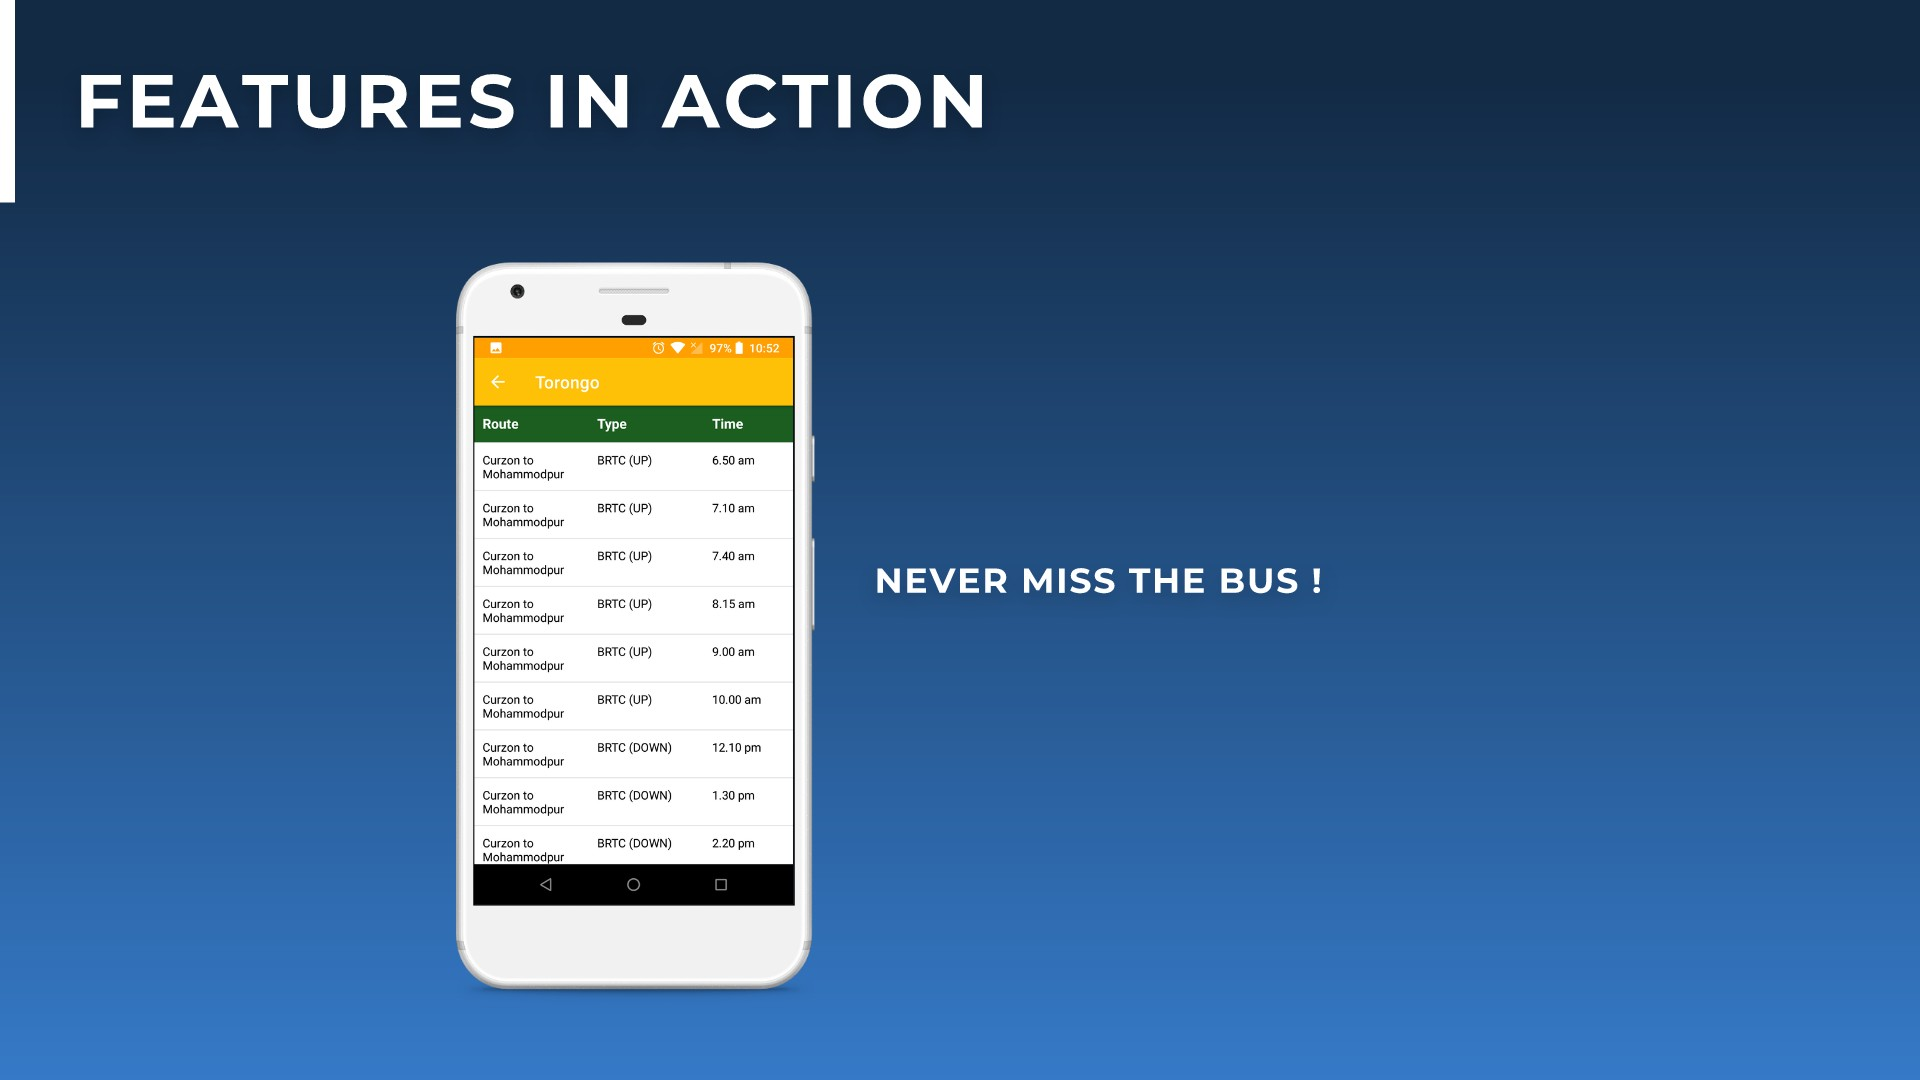 FEATURES IN ACTION
97% 10:52
Torongo
Route Type Time
Curzon to BRTC (UP) 6.50 am
Mohammodpur
Curzon to BRTC (UP) 7.10 am
Mohammodpur
Curzon to BRTC (UP) 7.40 am
Mohammodpur
Curzon to BRTC (UP) 8.15 am
Mohammodpur
Curzon to BRTC (UP) 9.00 am
Mohammodpur
Curzon to BRTC (UP) 10.00 am
Mohammodpur
Curzon to BRTC (DOWN) 12.10 pm
Mohammodpur
Curzon to BRTC (DOWN) 1.30 pm
Mohammodpur
Curzon to BRTC (DOWN) 2.20 pm
Mohammodpur
NEVER MISS THE BUS !